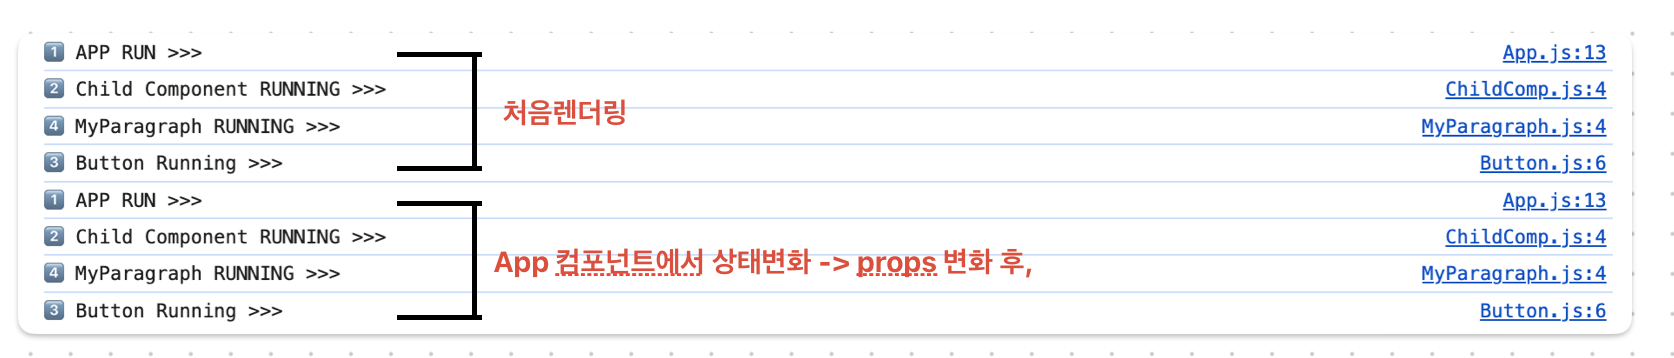 1 APP RUN >>> App.js:13
2 Child Component RUNNING >>> ChildComp.js:4
처음렌더링
4 MyParagraph RUNNING >>> MyParagraph.js:4
3 Button Running >>> Button.js:6
1 APP RUN >>> App.js:13
2 Child Component RUNNING >>> ChildComp.js:4
App 컴포넌트에서 상태변화 -> props 변화 후,
4 MyParagraph RUNNING >>> MyParagraph.js:4
3 Button Running >>> Button.js:6